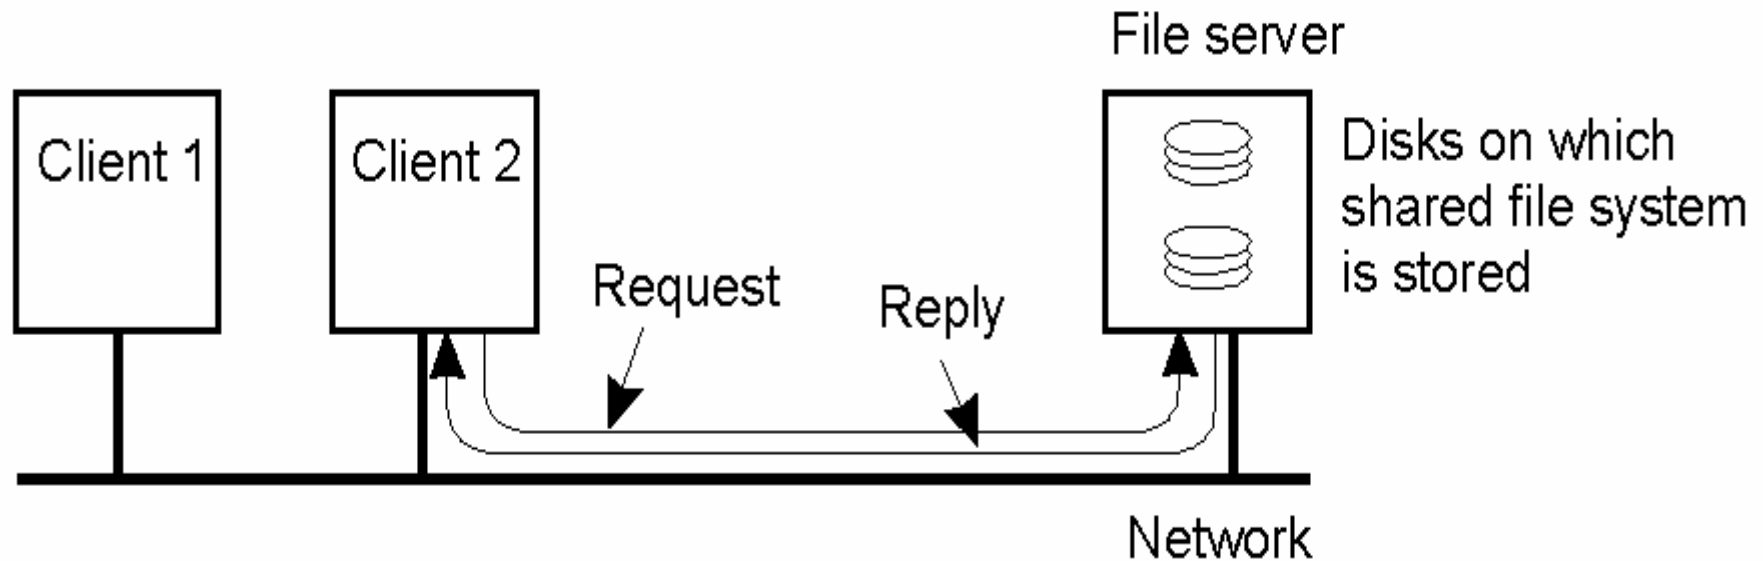 File server
Client 1
Client 2
Disks on which
shared file system
is stored
Request
Reply
Network